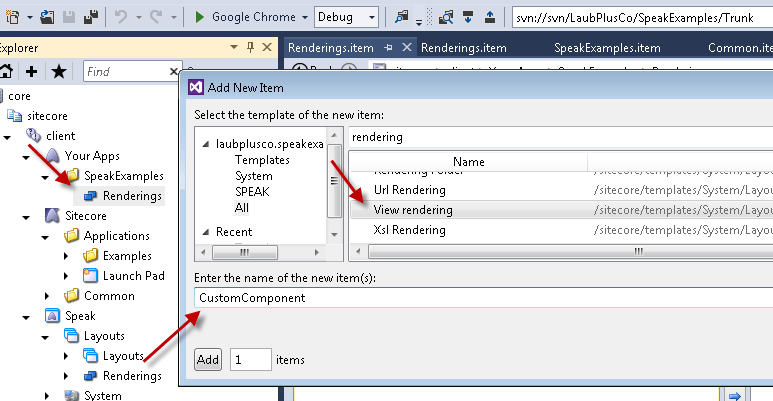 Google Chrome
Debug
svn://svn/LaubPlusCo/SpeakExamples/Trunk
Explorer
Renderings.item
Renderings.item
SpeakExamples.item
Common.ite
Find
core
sitecore
client
Your Apps
SpeakExamples
Renderings
Sitecore
Applications
Examples
Launch Pad
Common
Speak
Layouts
Layouts
Renderings
System
Add New Item
Select the template of the new item:
laubplusco.speakexa
Templates
System
SPEAK
All
Recent
rendering
Name
Rendering Folder
Url Rendering /sitecore/templates/System/Layou
View rendering /sitecore/templates/System/Layou
Xsl Rendering /sitecore/templates/System/Layou
Enter the name of the new item(s):
CustomComponent
Add 1 items